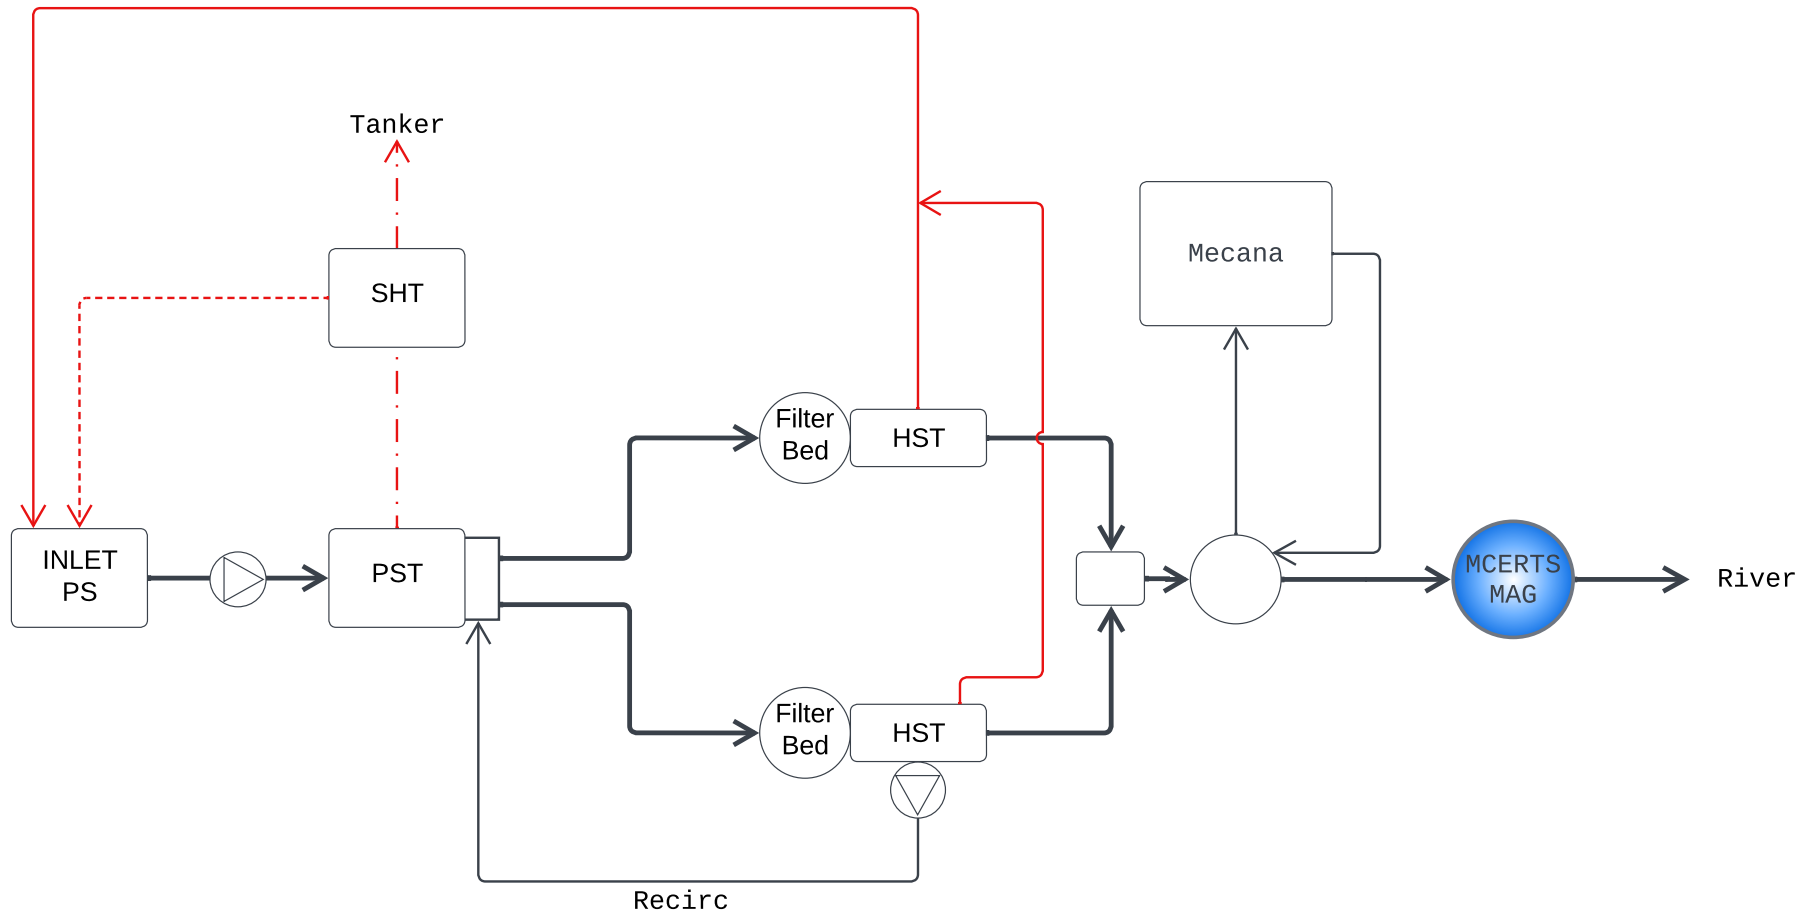 Tanker
SHT
Mecana
Filter
Bed
HST
INLET
PS
PST
MCERTS
MAG
River
Filter
Bed
HST
Recirc